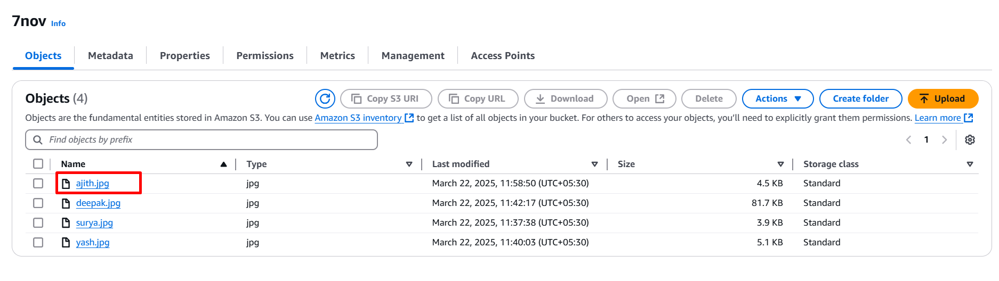 7nov Info
Objects Metadata Properties Permissions Metrics Management Access Points
Objects (4) Copy S3 URI Copy URL Download Open Delete Actions Create folder Upload
Objects are the fundamental entities stored in Amazon S3. You can use Amazon S3 inventory to get a list of all objects in your bucket. For others to access your objects, you’ll need to explicitly grant them permissions. Learn more
Find objects by prefix 1
Name Type Last modified Size Storage class
ajith.jpg jpg March 22, 2025, 11:58:50 (UTC+05:30) 4.5 KB Standard
deepak.jpg jpg March 22, 2025, 11:42:17 (UTC+05:30) 81.7 KB Standard
surya.jpg jpg March 22, 2025, 11:37:38 (UTC+05:30) 3.9 KB Standard
yash.jpg jpg March 22, 2025, 11:40:03 (UTC+05:30) 5.1 KB Standard